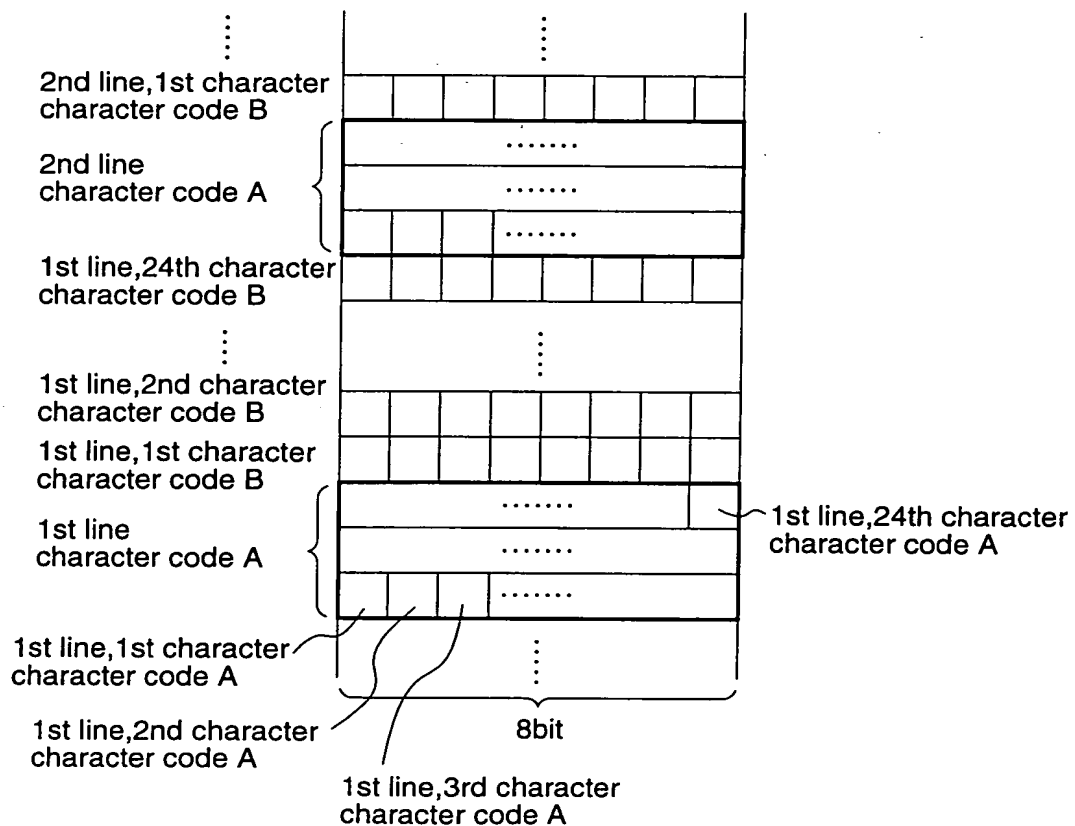 2nd line,1st character
character code B
2nd line
character code A
1st line,24th character
character code B
1st line,2nd character
character code B
1st line,1st character
character code B
1st line
character code A
1st line,24th character
character code A
1st line,1st character
character code A
8bit
1st line,2nd character
character code A
1st line,3rd character
character code A